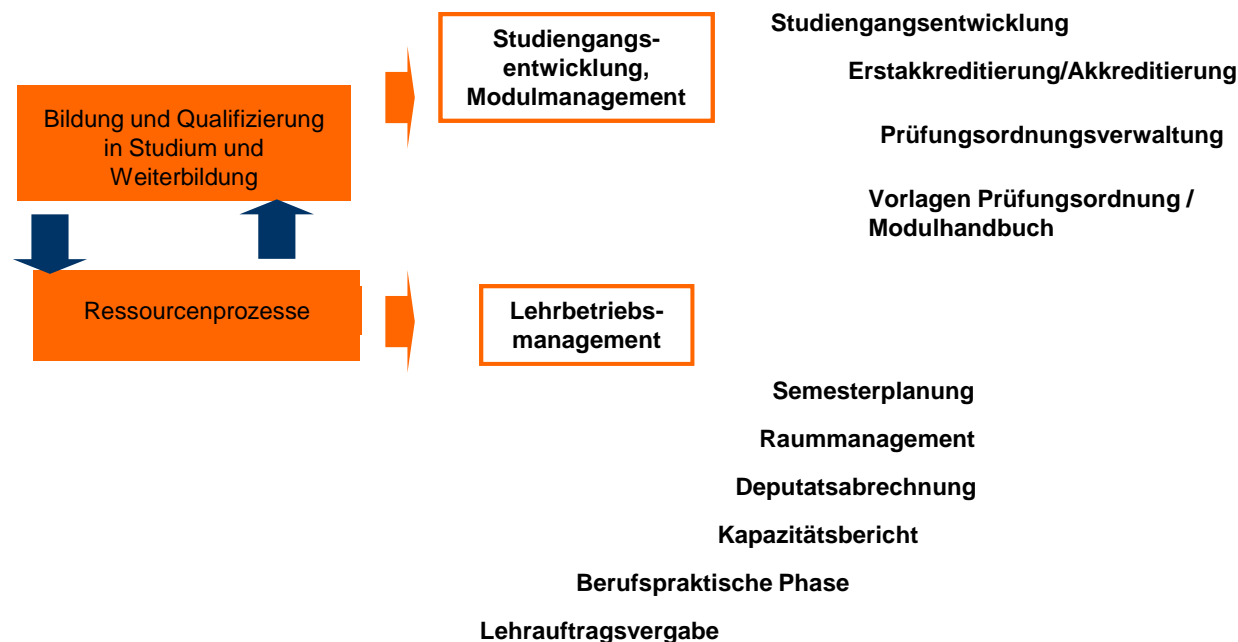 Studiengangs-
entwicklung,
Modulmanagement
Studiengangsentwicklung
Erstakkreditierung/Akkreditierung
Prüfungsordnungsverwaltung
Vorlagen Prüfungsordnung /
Modulhandbuch
Bildung und Qualifizierung
in Studium und
Weiterbildung
Ressourcenprozesse
Lehrbetriebs-
management
Semesterplanung
Raummanagement
Deputatsabrechnung
Kapazitätsbericht
Berufspraktische Phase
Lehrauftragsvergabe